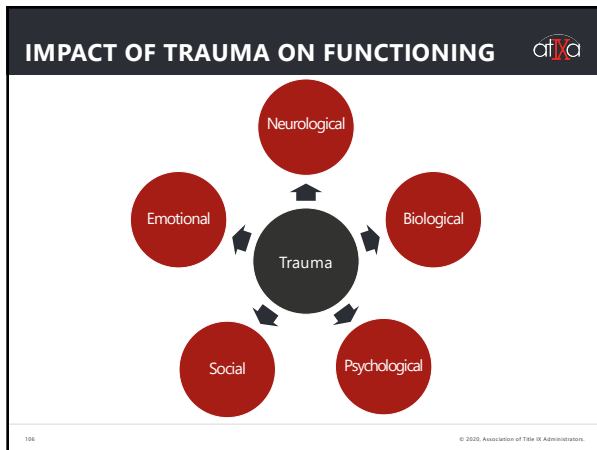 IMPACT OF TRAUMA ON FUNCTIONING
atIXa
Neurological
Emotional
Biological
Trauma
Social
Psychological
106
© 2020, Association of Title IX Administrators.